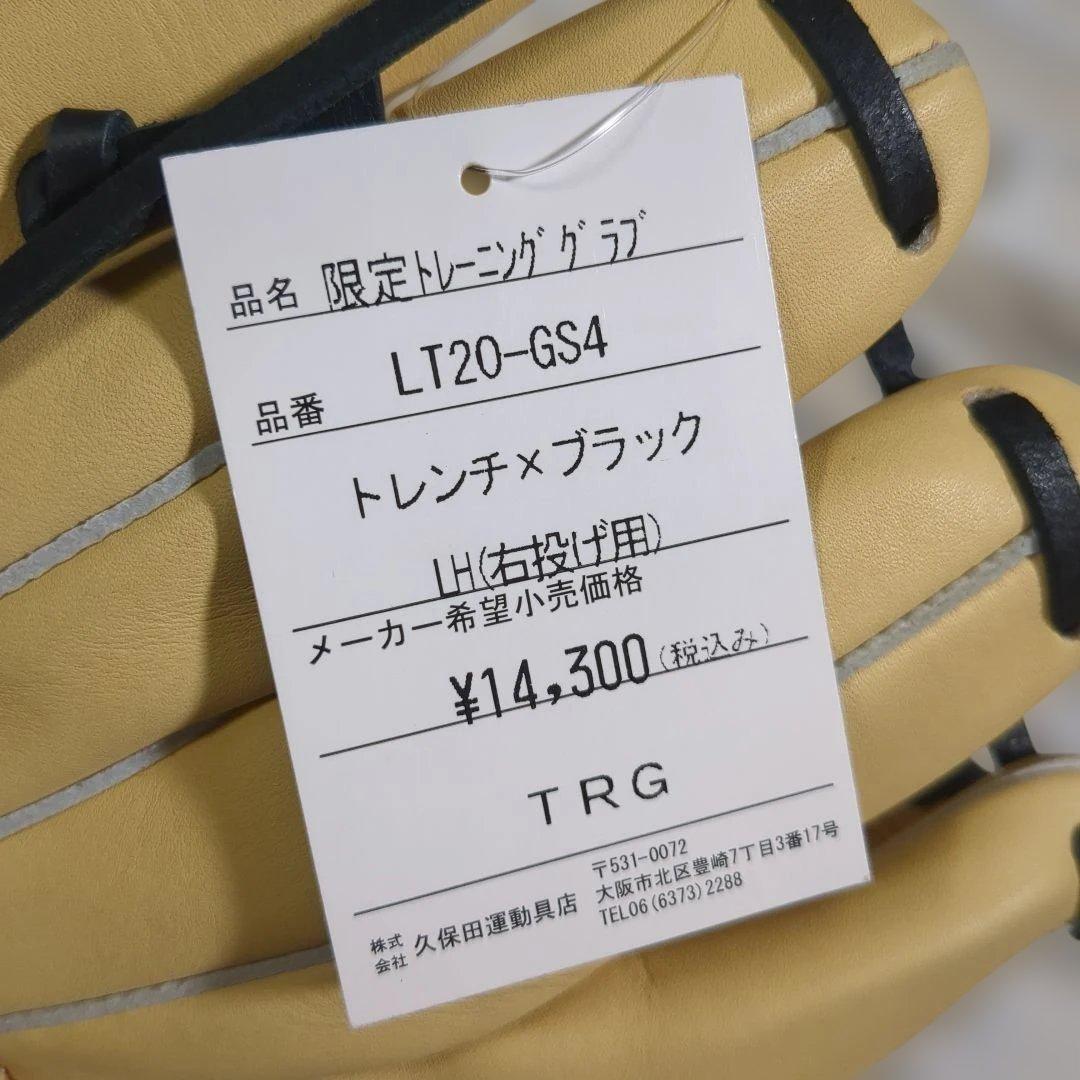 品名 限定トレーニンググラブ
品番 LT20-GS4
トレンチ×ブラック
LH(右投げ用)
メーカー希望小売価格
¥14,300(税込み)
TRG
株式会社 久保田運動具店
〒531-0072
大阪市北区豊崎7丁目3番17号
TEL06(6373)2288